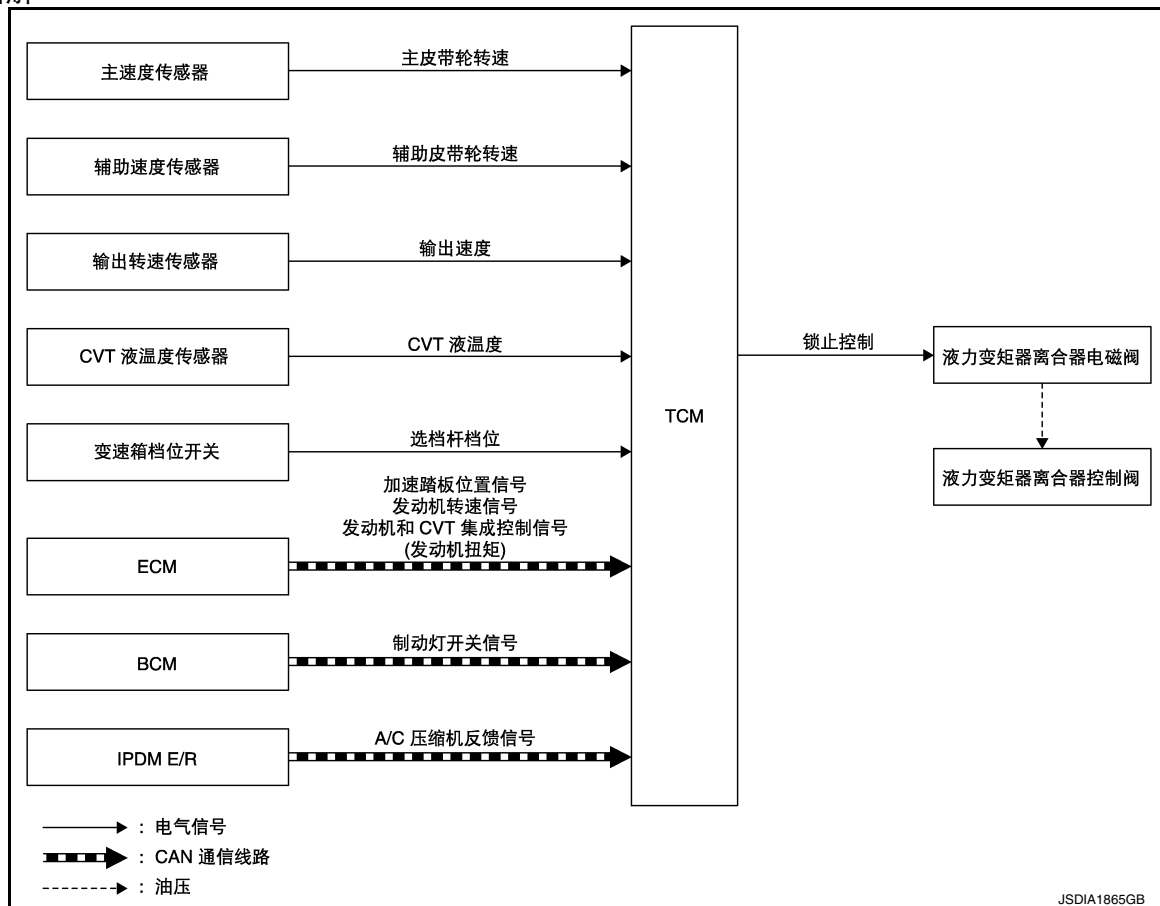 主速度传感器
主皮带轮转速
辅助速度传感器
辅助皮带轮转速
输出转速传感器
输出速度
CVT 液温度传感器
CVT 液温度
变速箱档位开关
选档杆档位
ECM
加速踏板位置信号
发动机转速信号
发动机和 CVT 集成控制信号
(发动机扭矩)
BCM
制动灯开关信号
IPDM E/R
A/C 压缩机反馈信号
TCM
锁止控制
液力变矩器离合器电磁阀
液力变矩器离合器控制阀
: 电气信号
: CAN 通信线路
: 油压
JSDIA1865GB